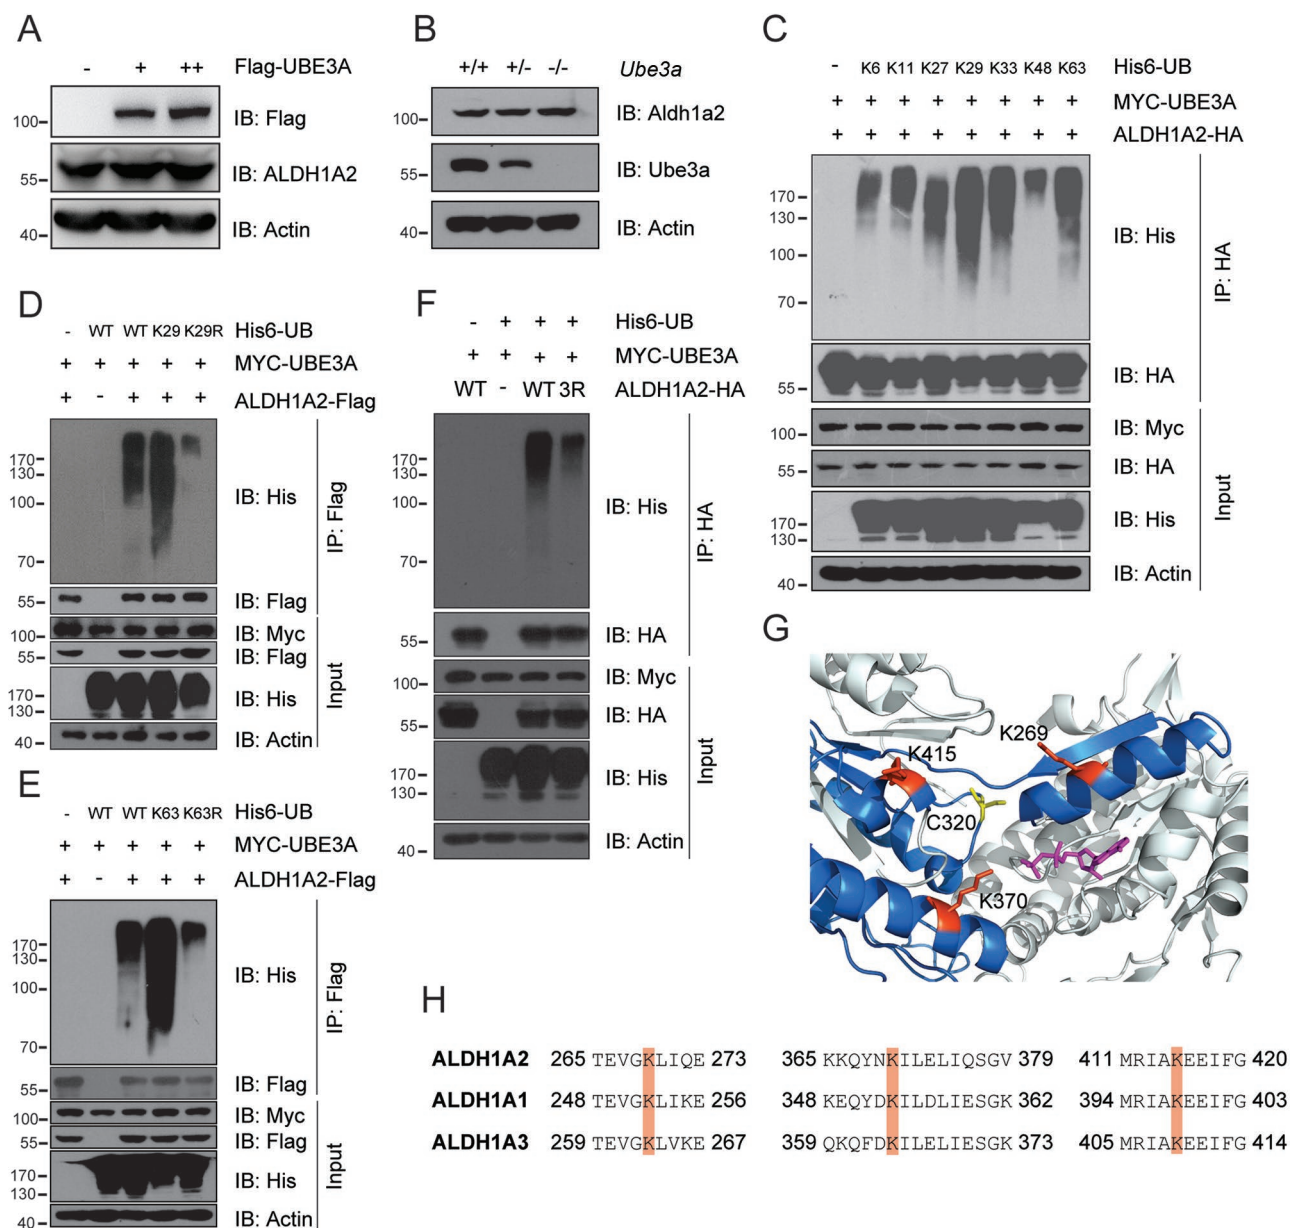 A
- + ++ Flag-UBE3A
100 IB: Flag
55 IB: ALDH1A2
40 IB: Actin
B
+/+ +/- -/- Ube3a
100 IB: Aldh1a2
55 IB: Ube3a
40 IB: Actin
C
- K6 K11 K27 K29 K33 K48 K63 His6-UB
+ + + + + + + + MYC-UBE3A
+ + + + + + + + ALDH1A2-HA
170
130
100 IB: His
70
55 IB: HA
IP: HA
100 IB: Myc
55 IB: HA
170 IB: His
130
40 IB: Actin
Input
D
- WT WT K29 K29R His6-UB
+ + + + + MYC-UBE3A
+ - + + + ALDH1A2-Flag
170
130 IB: His
100
70
55 IB: Flag
IP: Flag
100 IB: Myc
55 IB: Flag
170 IB: His
130
40 IB: Actin
Input
E
- WT WT K63 K63R His6-UB
+ + + + + MYC-UBE3A
+ - + + + ALDH1A2-Flag
170
130 IB: His
100
70
55 IB: Flag
IP: Flag
100 IB: Myc
55 IB: Flag
170 IB: His
130
40 IB: Actin
Input
F
- + + + His6-UB
+ + + + MYC-UBE3A
WT - WT 3R ALDH1A2-HA
170
130
100 IB: His
70
55 IB: HA
IP: HA
100 IB: Myc
55 IB: HA
170 IB: His
130
40 IB: Actin
Input
G
K415
K269
C320
K370
H
ALDH1A2 265 TEVGKLIQE 273 365 KKQYNKILELIQSGV 379 411 MRIAKEEIFG 420
ALDH1A1 248 TEVGKLIKE 256 348 KEQYDKILDLIESGK 362 394 MRIAKEEIFG 403
ALDH1A3 259 TEVGKLVKE 267 359 QKQFDKILELIESGK 373 405 MRIAKEEIFG 414